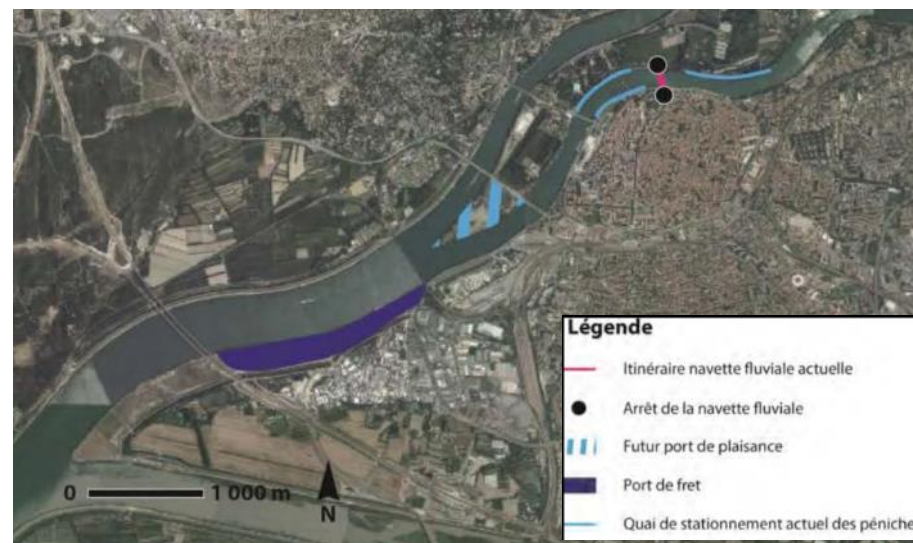 Légende
Itinéraire navette fluviale actuelle
Arrêt de la navette fluviale
Futur port de plaisance
Port de fret
Quai de stationnement actuel des péniche
0 1 000 m
N